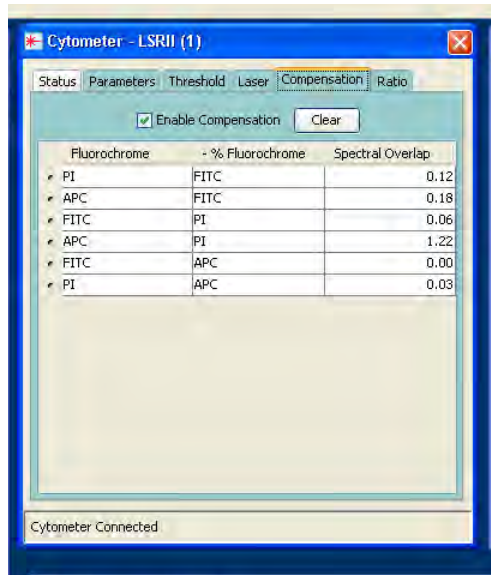 Cytometer - LSRII (1)
Status Parameters Threshold Laser Compensation Ratio
Enable Compensation Clear
Fluorochrome - % Fluorochrome Spectral Overlap
PI FITC 0.12
APC FITC 0.18
FITC PI 0.06
APC PI 1.22
FITC APC 0.00
PI APC 0.03
Cytometer Connected